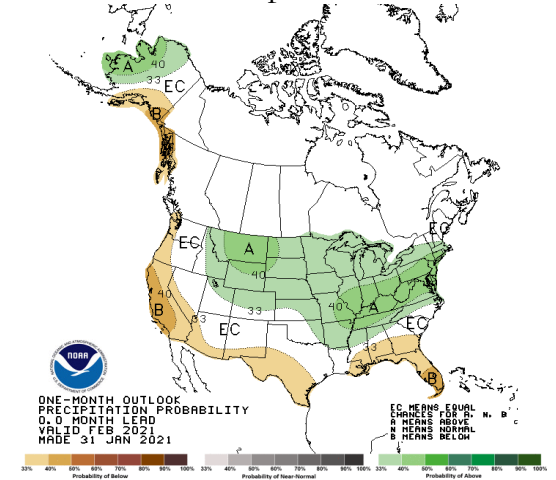 A
40
33
EC
B
EC
A
40
EC
40
B
33
EC
33
40
A
EC
33
B
NOAA
ONE-MONTH OUTLOOK
PRECIPITATION PROBABILITY
0.0 MONTH LEAD
VALID FEB 2021
MADE 31 JAN 2021
EC MEANS EQUAL
CHANCES FOR A, N, B
A MEANS ABOVE
N MEANS NORMAL
B MEANS BELOW
33% 40% 50% 60% 70% 80% 90% 100%
Probability of Below
33% 40% 50% 60% 70% 80% 90% 100%
Probability of Near-Normal
33% 40% 50% 60% 70% 80% 90% 100%
Probability of Above